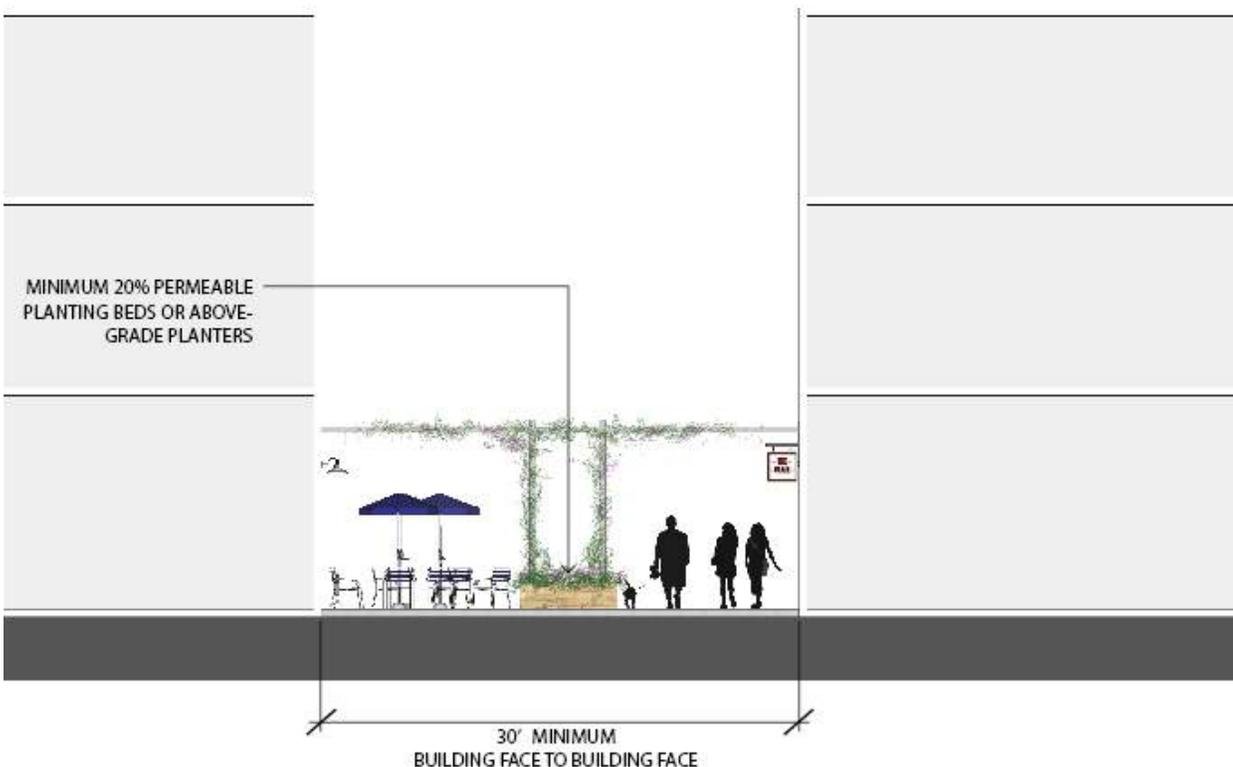 MINIMUM 20% PERMEABLE
PLANTING BEDS OR ABOVE-
GRADE PLANTERS
30' MINIMUM
BUILDING FACE TO BUILDING FACE